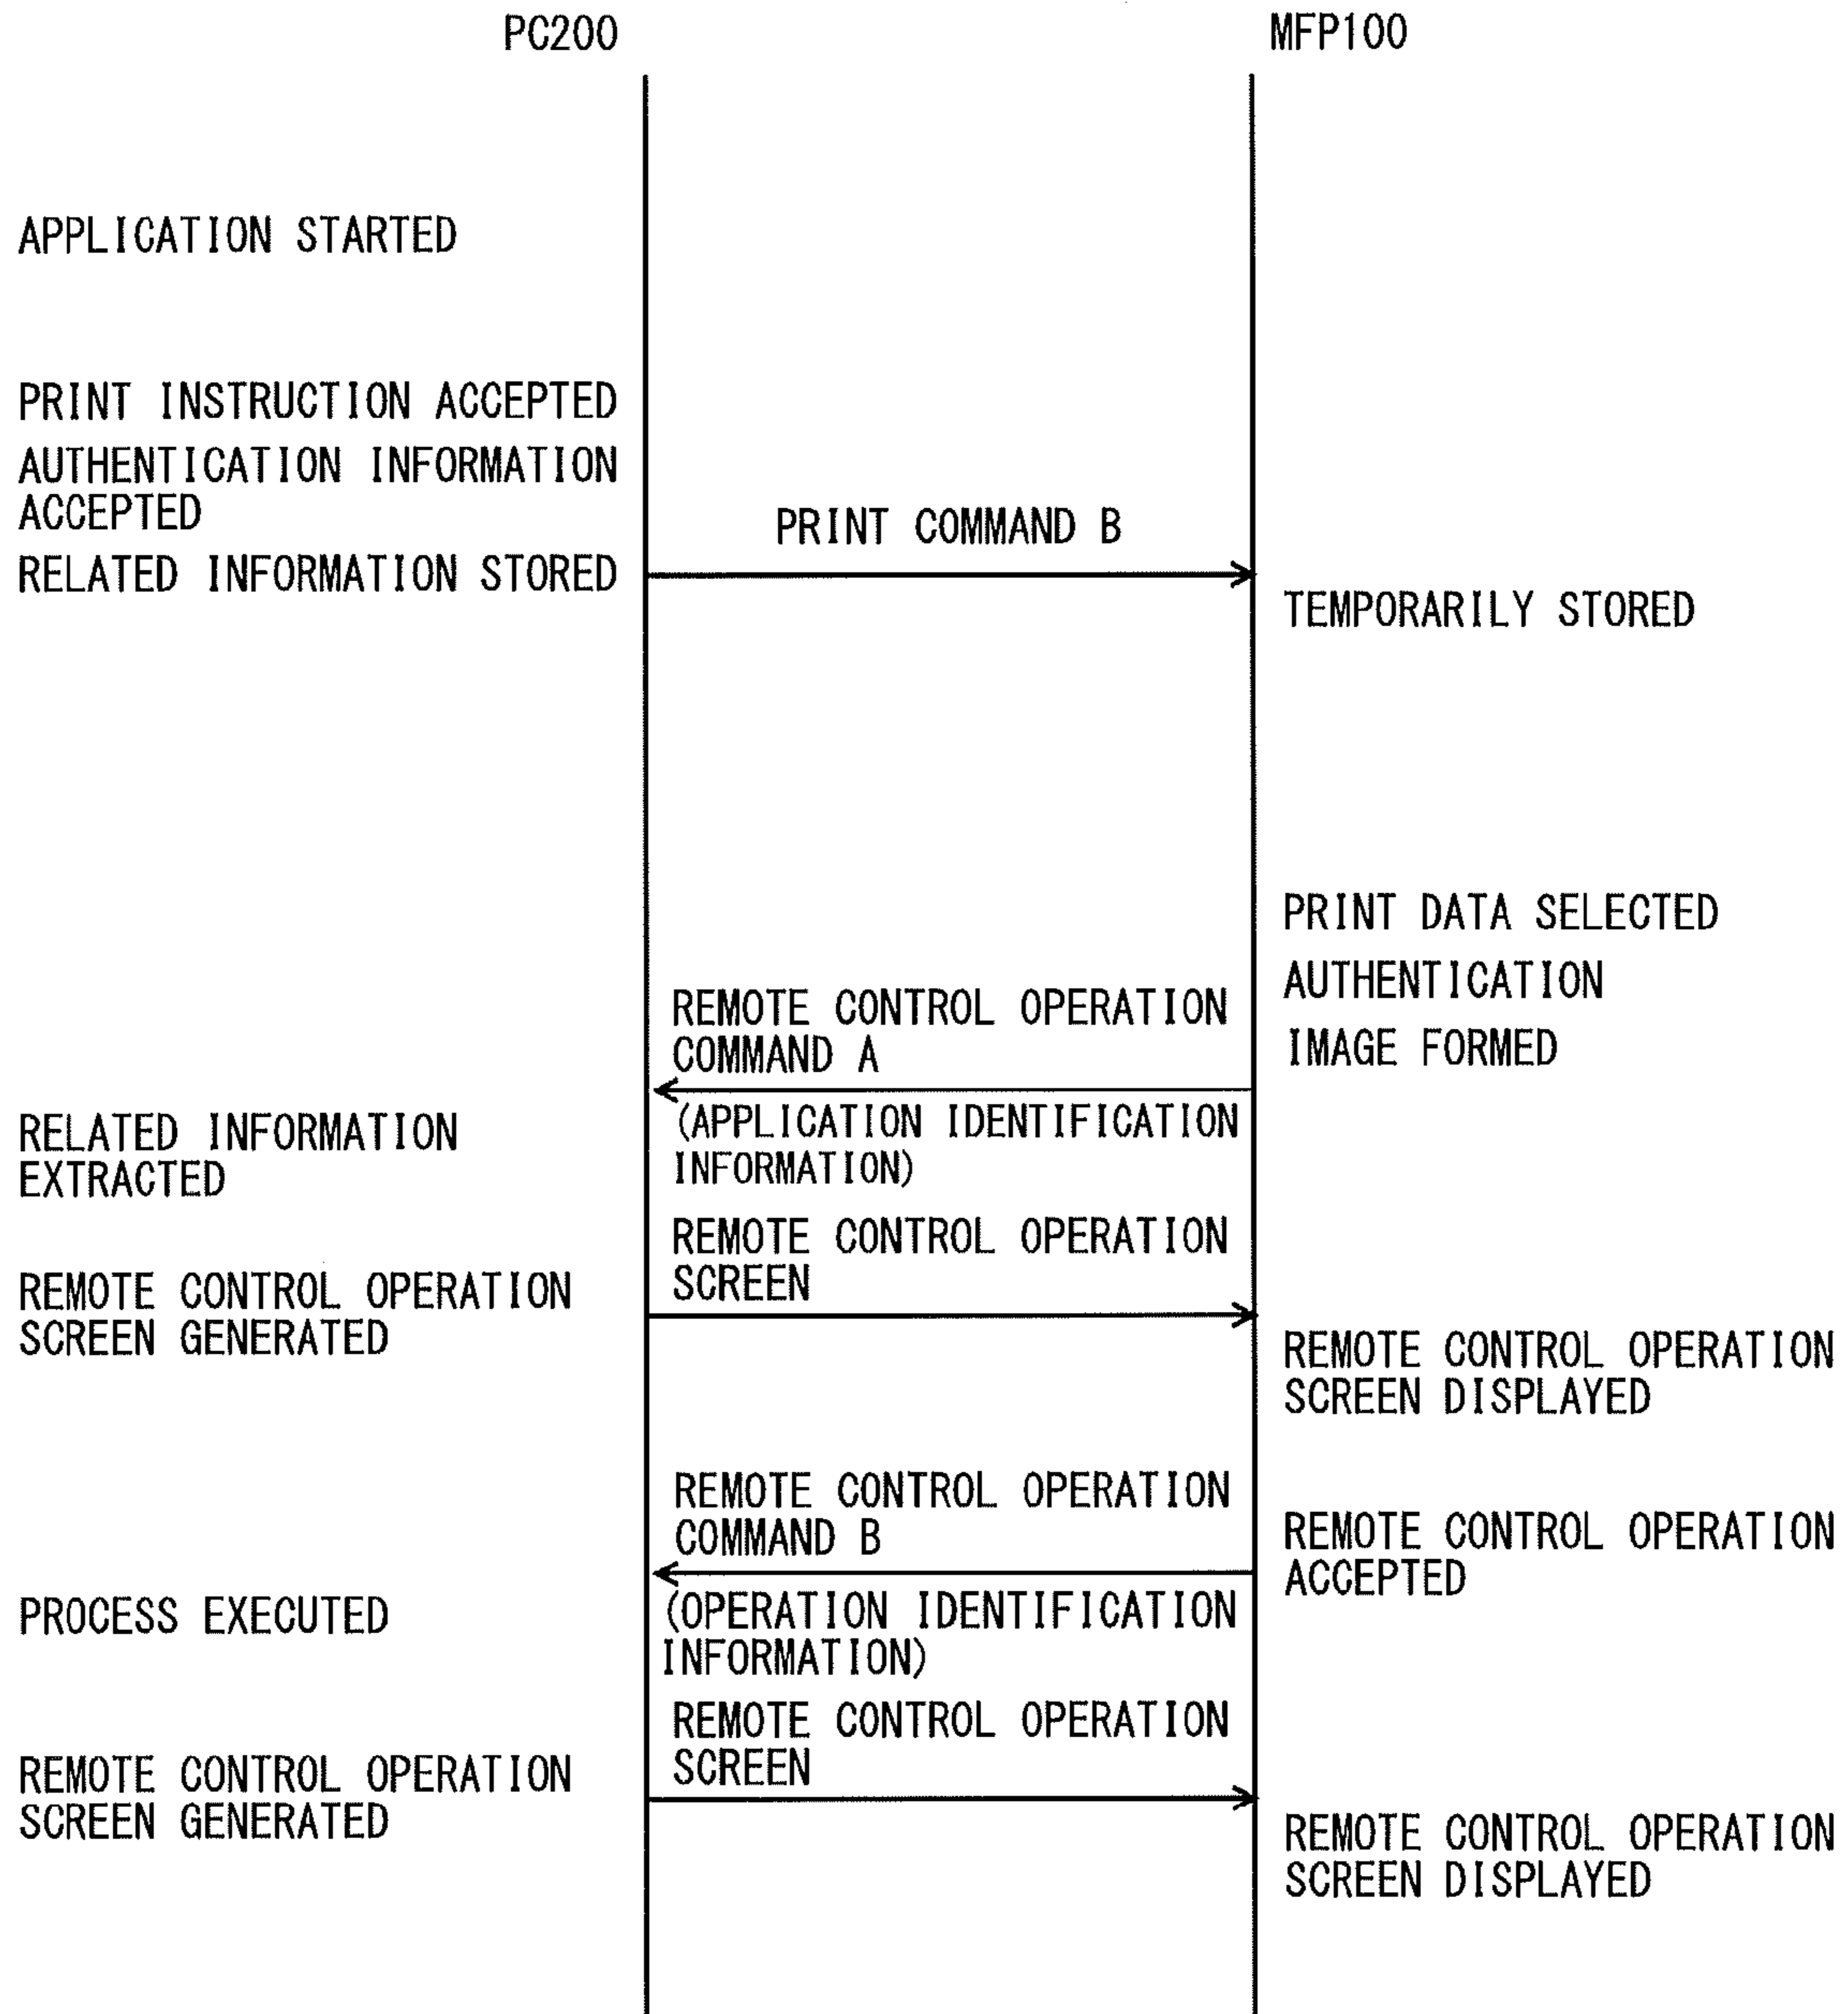 PC200
MFP100
APPLICATION STARTED
PRINT INSTRUCTION ACCEPTED
AUTHENTICATION INFORMATION
ACCEPTED
PRINT COMMAND B
RELATED INFORMATION STORED
TEMPORARILY STORED
PRINT DATA SELECTED
AUTHENTICATION
IMAGE FORMED
REMOTE CONTROL OPERATION
COMMAND A
(APPLICATION IDENTIFICATION
INFORMATION)
RELATED INFORMATION
EXTRACTED
REMOTE CONTROL OPERATION
SCREEN
REMOTE CONTROL OPERATION
SCREEN GENERATED
REMOTE CONTROL OPERATION
SCREEN DISPLAYED
REMOTE CONTROL OPERATION
COMMAND B
REMOTE CONTROL OPERATION
ACCEPTED
(OPERATION IDENTIFICATION
INFORMATION)
PROCESS EXECUTED
REMOTE CONTROL OPERATION
SCREEN
REMOTE CONTROL OPERATION
SCREEN GENERATED
REMOTE CONTROL OPERATION
SCREEN DISPLAYED